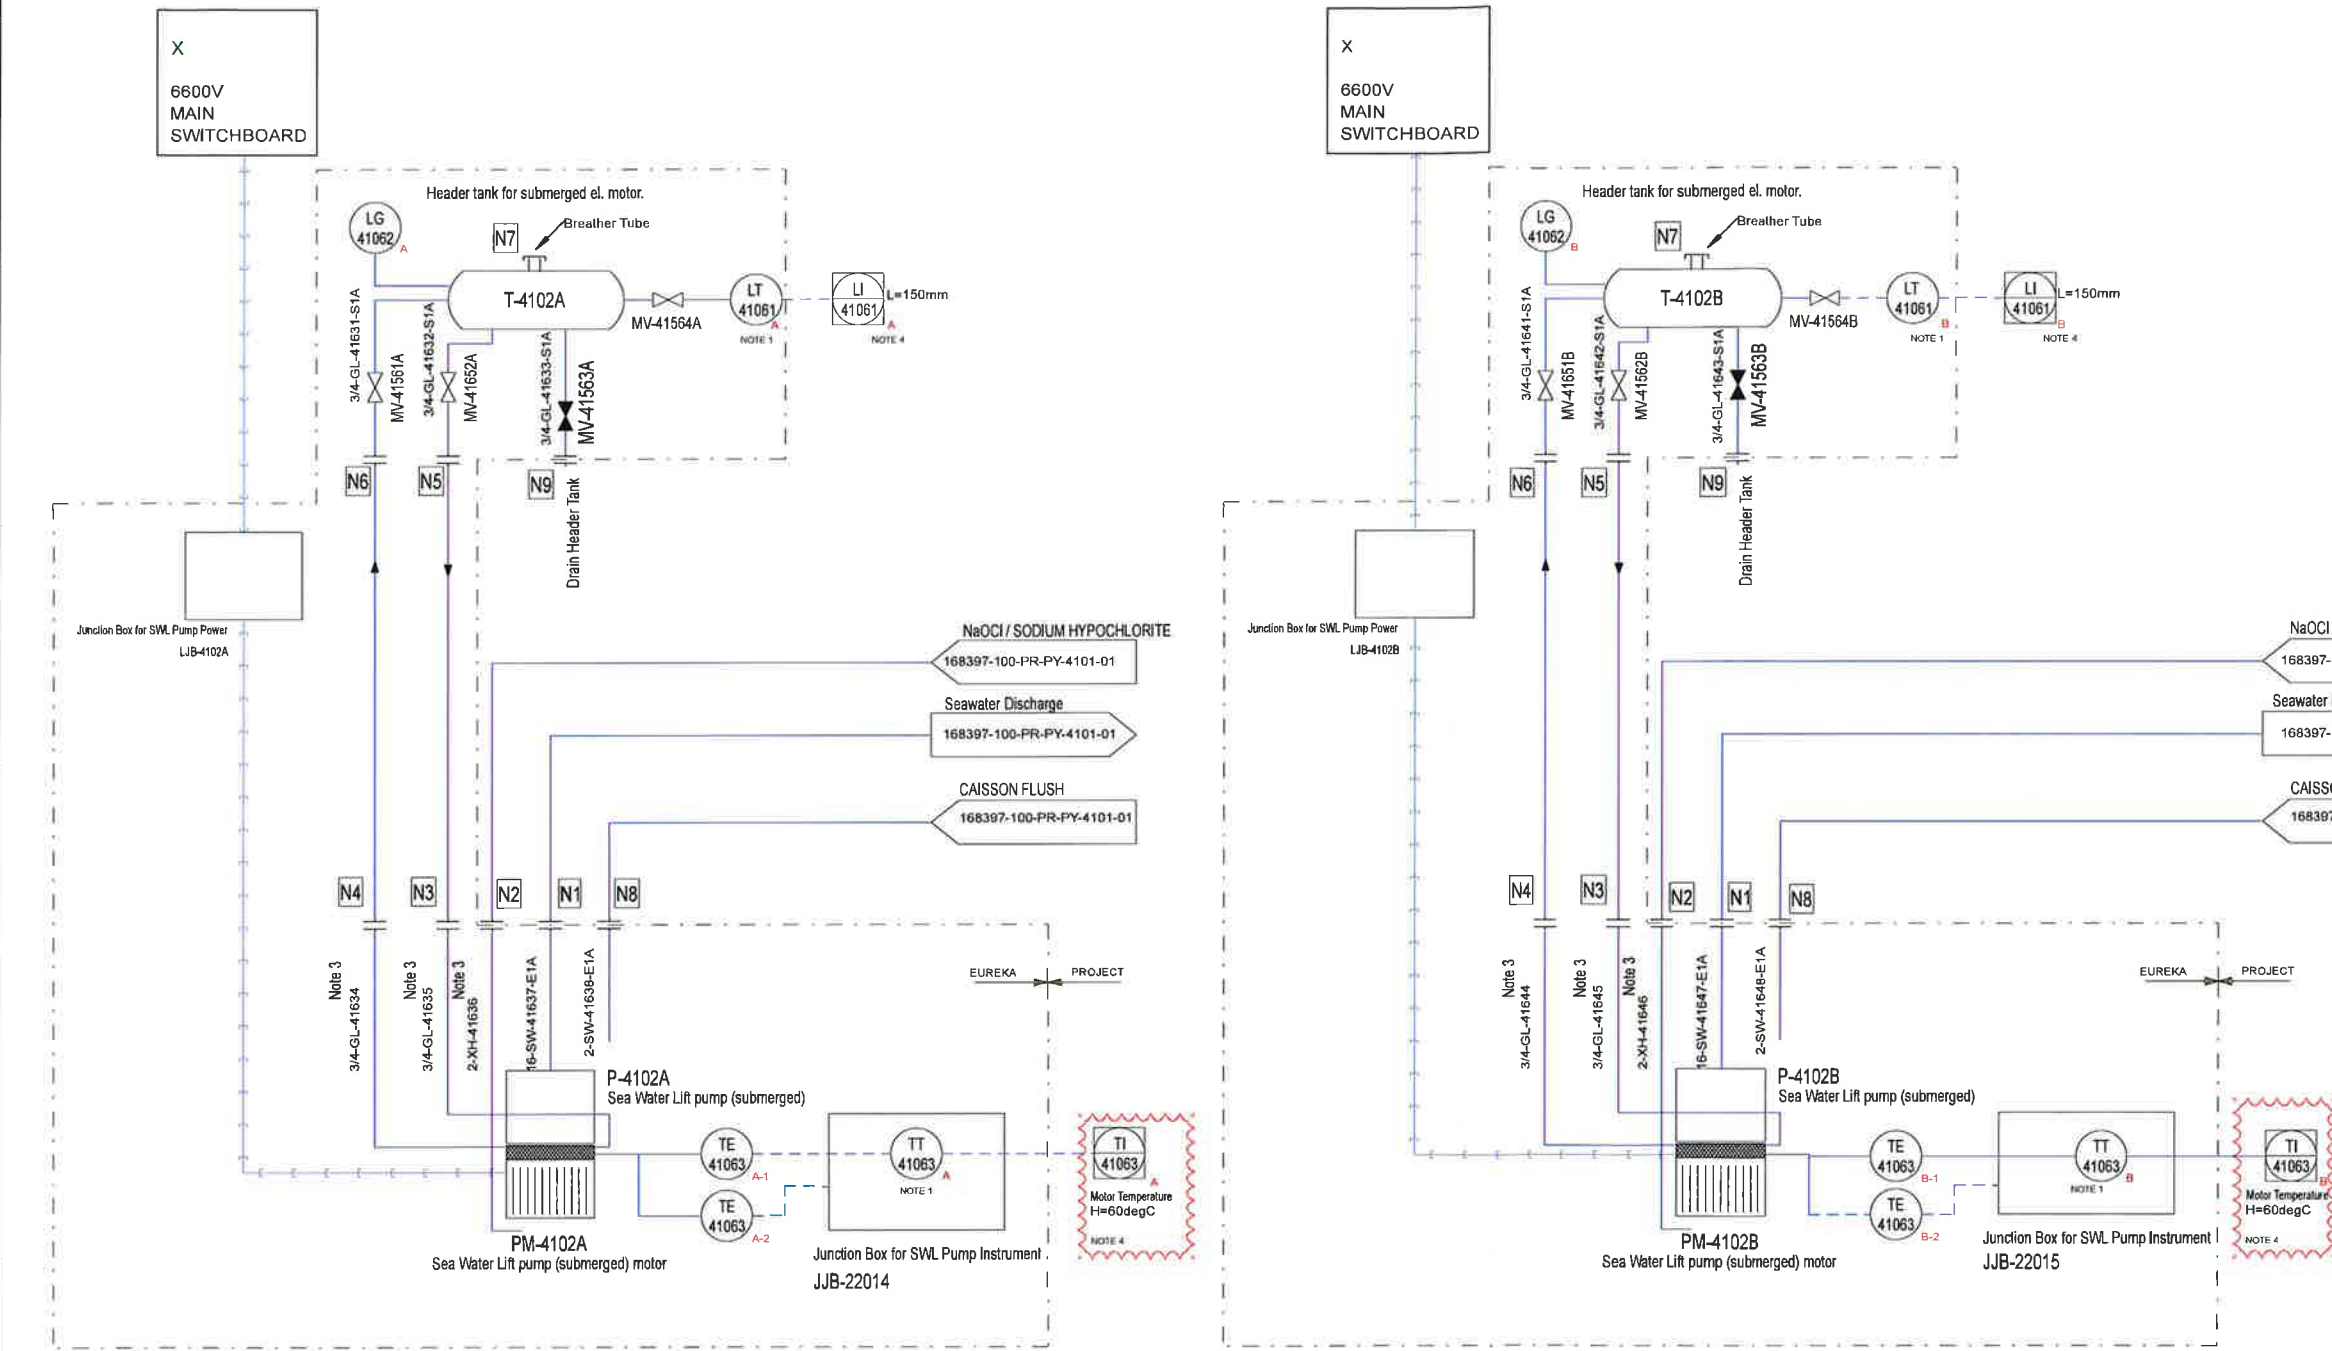 X
6600V
MAIN
SWITCHBOARD
Header tank for submerged el. motor.
LG
41062
A
N7
Breather Tube
T-4102A
MV-41564A
LT
41061
A
NOTE 1
LI
41061
A
L=150mm
NOTE 4
3/4-GL-41631-S1A
MV-41561A
3/4-GL-41632-S1A
MV-41652A
3/4-GL-41633-S1A
MV-41563A
N6
N5
N9
Drain Header Tank
Junction Box for SWL Pump Power
LJB-4102A
NaOCl / SODIUM HYPOCHLORITE
168397-100-PR-PY-4101-01
Seawater Discharge
168397-100-PR-PY-4101-01
CAISSON FLUSH
168397-100-PR-PY-4101-01
N4
N3
N2
N1
N8
Note 3
3/4-GL-41634
Note 3
3/4-GL-41635
Note 3
2-XH-41636
16-SW-41637-E1A
2-SW-41638-E1A
EUREKA
PROJECT
P-4102A
Sea Water Lift pump (submerged)
TE
41063
A-1
TE
41063
A-2
TT
41063
A
NOTE 1
TI
41063
A
Motor Temperature
H=60degC
NOTE 4
PM-4102A
Sea Water Lift pump (submerged) motor
Junction Box for SWL Pump Instrument
JJB-22014
X
6600V
MAIN
SWITCHBOARD
Header tank for submerged el. motor.
LG
41062
B
N7
Breather Tube
T-4102B
MV-41564B
LT
41061
B
NOTE 1
LI
41061
B
L=150mm
NOTE 4
3/4-GL-41641-S1A
MV-41651B
3/4-GL-41642-S1A
MV-41562B
3/4-GL-41643-S1A
MV-41563B
N6
N5
N9
Drain Header Tank
Junction Box for SWL Pump Power
LJB-4102B
NaOCl
168397-
Seawater
168397-
CAISSO
168397
N4
N3
N2
N1
N8
Note 3
3/4-GL-41644
Note 3
3/4-GL-41645
Note 3
2-XH-41646
16-SW-41647-E1A
2-SW-41648-E1A
EUREKA
PROJECT
P-4102B
Sea Water Lift pump (submerged)
TE
41063
B-1
TE
41063
B-2
TT
41063
B
NOTE 1
TI
41063
B
Motor Temperature
H=60degC
NOTE 4
PM-4102B
Sea Water Lift pump (submerged) motor
Junction Box for SWL Pump Instrument
JJB-22015